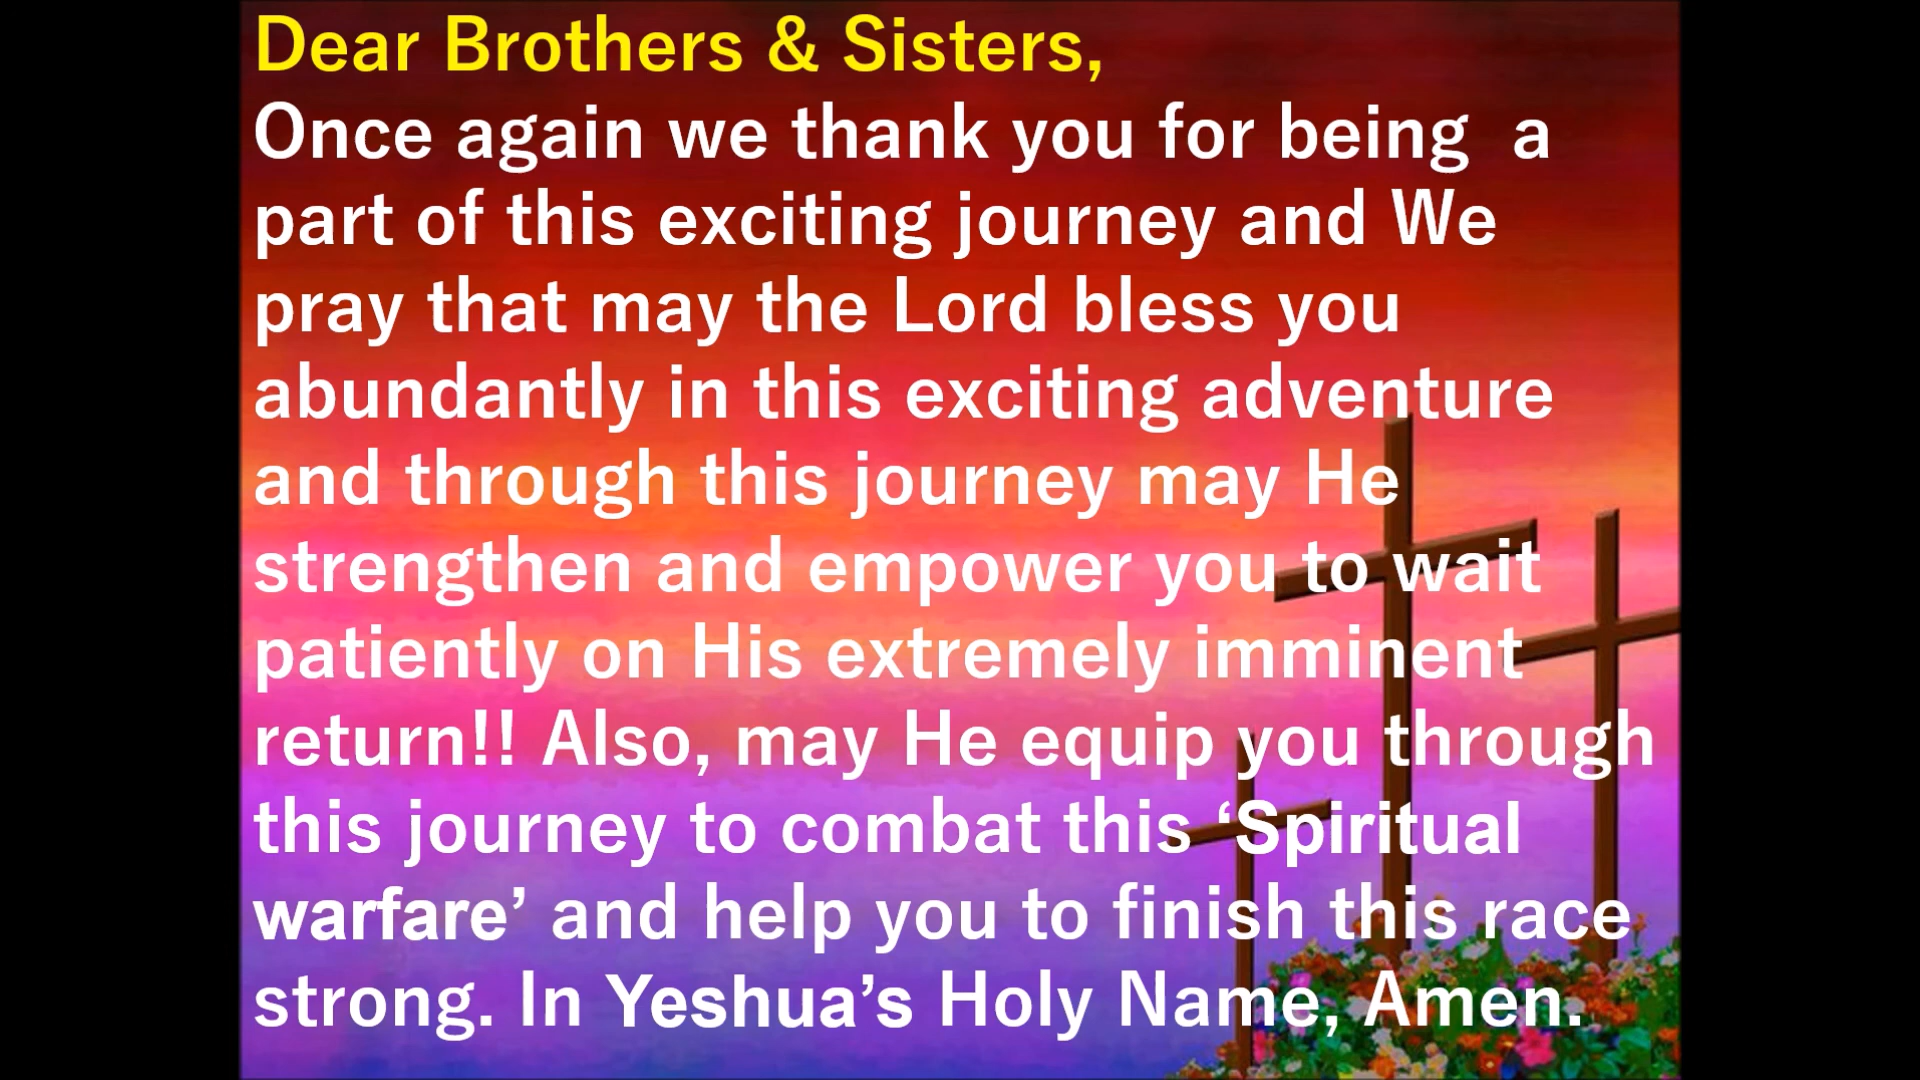 Dear Brothers & Sisters,
Once again we thank you for being  a
part of this exciting journey and We
pray that may the Lord bless you
abundantly in this exciting adventure
and through this journey may He
strengthen and empower you to wait
patiently on His extremely imminent
return!! Also, may He equip you through
this journey to combat this ‘Spiritual
warfare’ and help you to finish this race
strong. In Yeshua’s Holy Name, Amen.